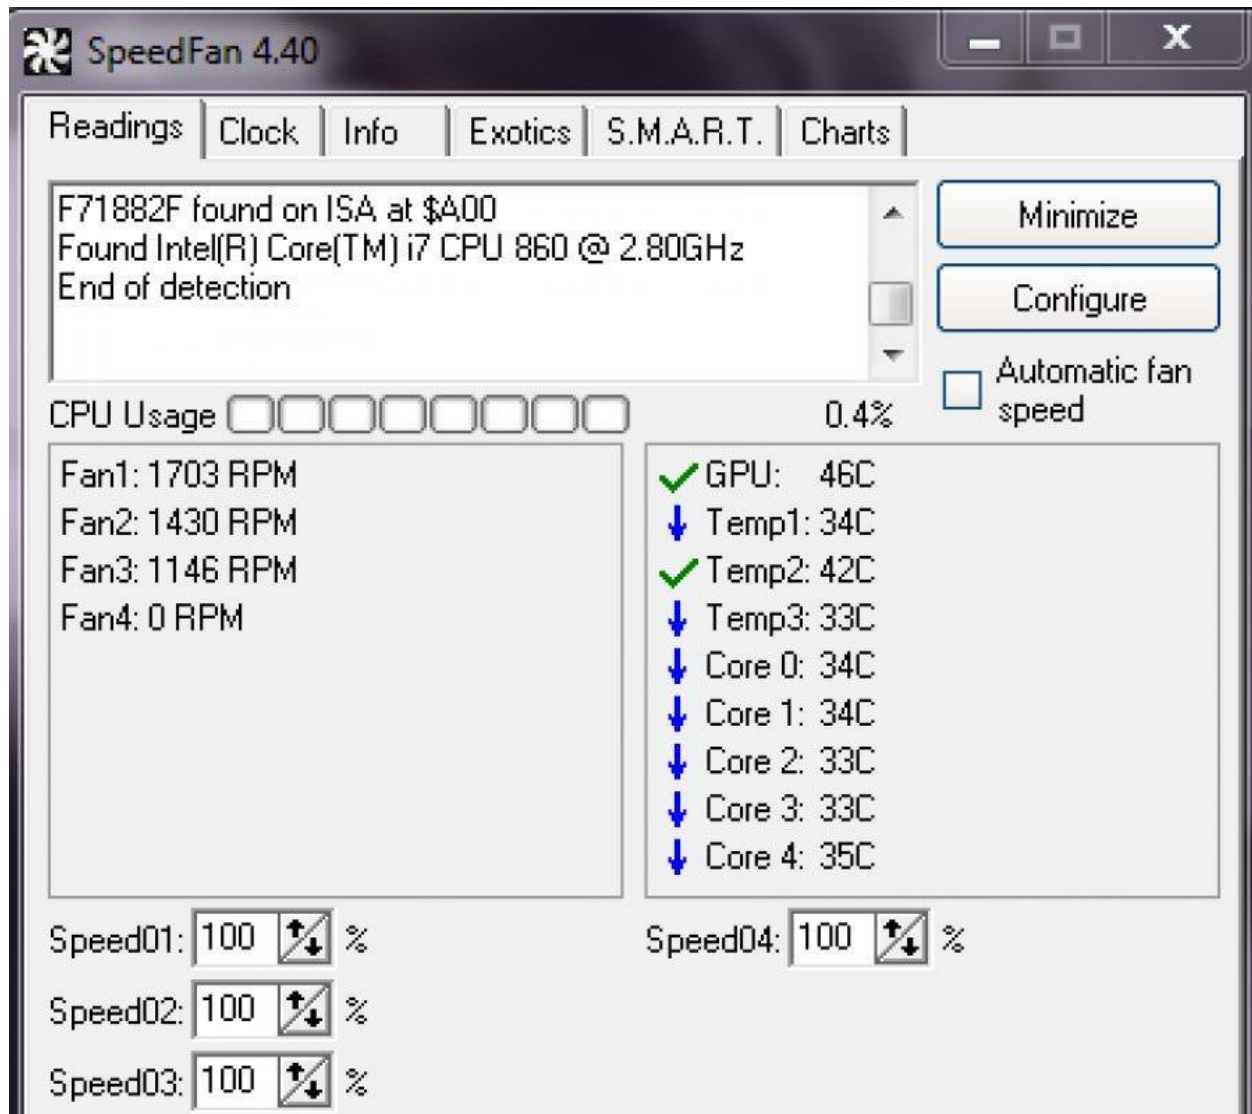 SpeedFan 4.40
Readings Clock Info Exotics S.M.A.R.T. Charts
F71882F found on ISA at $A00
Found Intel(R) Core(TM) i7 CPU 860 @ 2.80GHz
End of detection
Minimize
Configure
Automatic fan
speed
CPU Usage 0.4%
Fan1: 1703 RPM
Fan2: 1430 RPM
Fan3: 1146 RPM
Fan4: 0 RPM
GPU: 46C
Temp1: 34C
Temp2: 42C
Temp3: 33C
Core 0: 34C
Core 1: 34C
Core 2: 33C
Core 3: 33C
Core 4: 35C
Speed01: 100 %
Speed04: 100 %
Speed02: 100 %
Speed03: 100 %